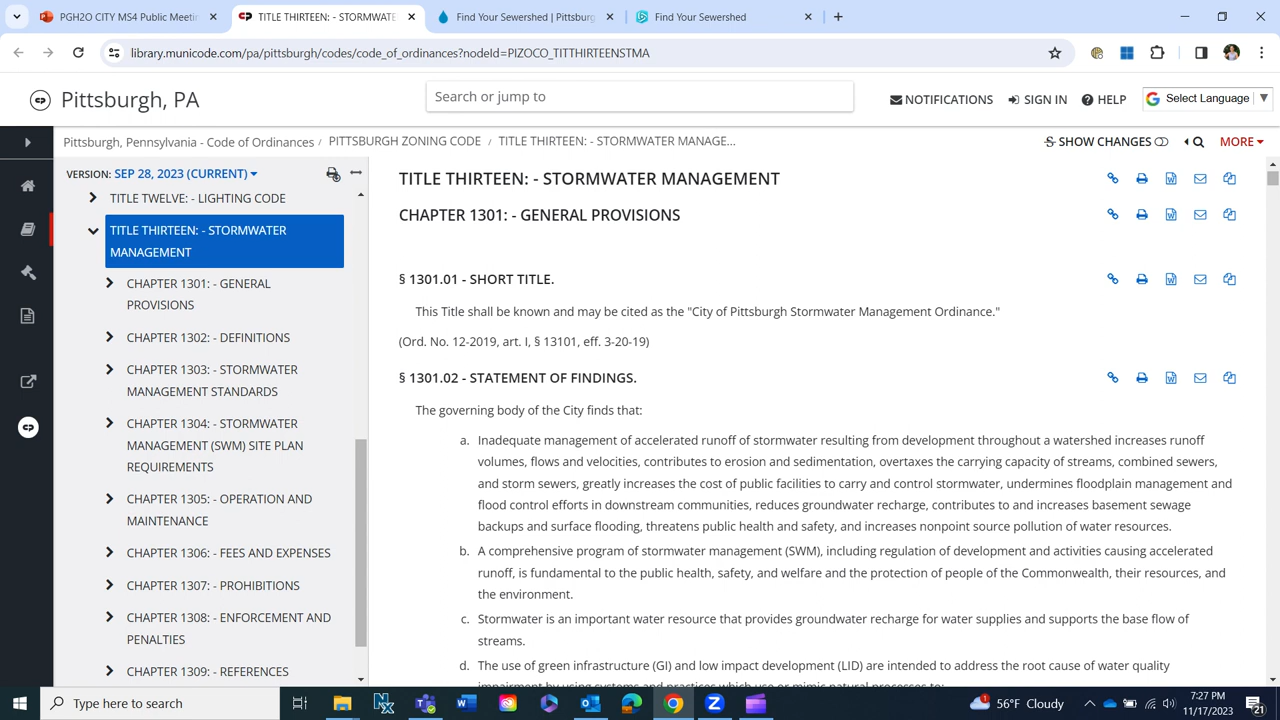 PGH2O CITY MS4 Public Meeti
TITLE THIRTEEN: - STORMWATE
Find Your Sewershed | Pittsburg
Find Your Sewershed
library.municode.com/pa/pittsburgh/codes/code_of_ordinances?nodeId=PIZOCO_TITTHIRTEENSTMA
Pittsburgh, PA
Search or jump to
NOTIFICATIONS
SIGN IN
HELP
Select Language
Pittsburgh, Pennsylvania - Code of Ordinances / PITTSBURGH ZONING CODE / TITLE THIRTEEN: - STORMWATER MANAGE...
SHOW CHANGES
MORE
VERSION: SEP 28, 2023 (CURRENT)
TITLE TWELVE: - LIGHTING CODE
TITLE THIRTEEN: - STORMWATER
MANAGEMENT
CHAPTER 1301: - GENERAL
PROVISIONS
CHAPTER 1302: - DEFINITIONS
CHAPTER 1303: - STORMWATER
MANAGEMENT STANDARDS
CHAPTER 1304: - STORMWATER
MANAGEMENT (SWM) SITE PLAN
REQUIREMENTS
CHAPTER 1305: - OPERATION AND
MAINTENANCE
CHAPTER 1306: - FEES AND EXPENSES
CHAPTER 1307: - PROHIBITIONS
CHAPTER 1308: - ENFORCEMENT AND
PENALTIES
CHAPTER 1309: - REFERENCES
TITLE THIRTEEN: - STORMWATER MANAGEMENT
CHAPTER 1301: - GENERAL PROVISIONS
§ 1301.01 - SHORT TITLE.
This Title shall be known and may be cited as the "City of Pittsburgh Stormwater Management Ordinance."
(Ord. No. 12-2019, art. I, § 13101, eff. 3-20-19)
§ 1301.02 - STATEMENT OF FINDINGS.
The governing body of the City finds that:
a. Inadequate management of accelerated runoff of stormwater resulting from development throughout a watershed increases runoff
volumes, flows and velocities, contributes to erosion and sedimentation, overtaxes the carrying capacity of streams, combined sewers,
and storm sewers, greatly increases the cost of public facilities to carry and control stormwater, undermines floodplain management and
flood control efforts in downstream communities, reduces groundwater recharge, contributes to and increases basement sewage
backups and surface flooding, threatens public health and safety, and increases nonpoint source pollution of water resources.
b. A comprehensive program of stormwater management (SWM), including regulation of development and activities causing accelerated
runoff, is fundamental to the public health, safety, and welfare and the protection of people of the Commonwealth, their resources, and
the environment.
c. Stormwater is an important water resource that provides groundwater recharge for water supplies and supports the base flow of
streams.
d. The use of green infrastructure (GI) and low impact development (LID) are intended to address the root cause of water quality
impairment by using systems and practices which use or mimic natural processes to:
Type here to search
56°F Cloudy
7:27 PM
11/17/2023
21